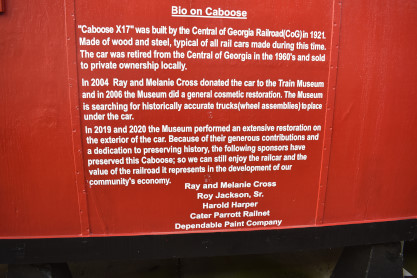 Bio on Caboose
"Caboose X17" was built by the Central of Georgia Railroad(CoG) in 1921.
Made of wood and steel, typical of all rail cars made during this time.
The car was retired from the Central of Georgia in the 1960's and sold
to private ownership locally.
In 2004 Ray and Melanie Cross donated the car to the Train Museum
and in 2006 the Museum did a general cosmetic restoration. The Museum
is searching for historically accurate trucks(wheel assemblies) to place
under the car.
In 2019 and 2020 the Museum performed an extensive restoration on
the exterior of the car. Because of their generous contributions and
a dedication to preserving history, the following sponsors have
preserved this Caboose; so we can still enjoy the railcar and the
value of the railroad it represents in the development of our
community's economy.
Ray and Melanie Cross
Roy Jackson, Sr.
Harold Harper
Cater Parrott Railnet
Dependable Paint Company